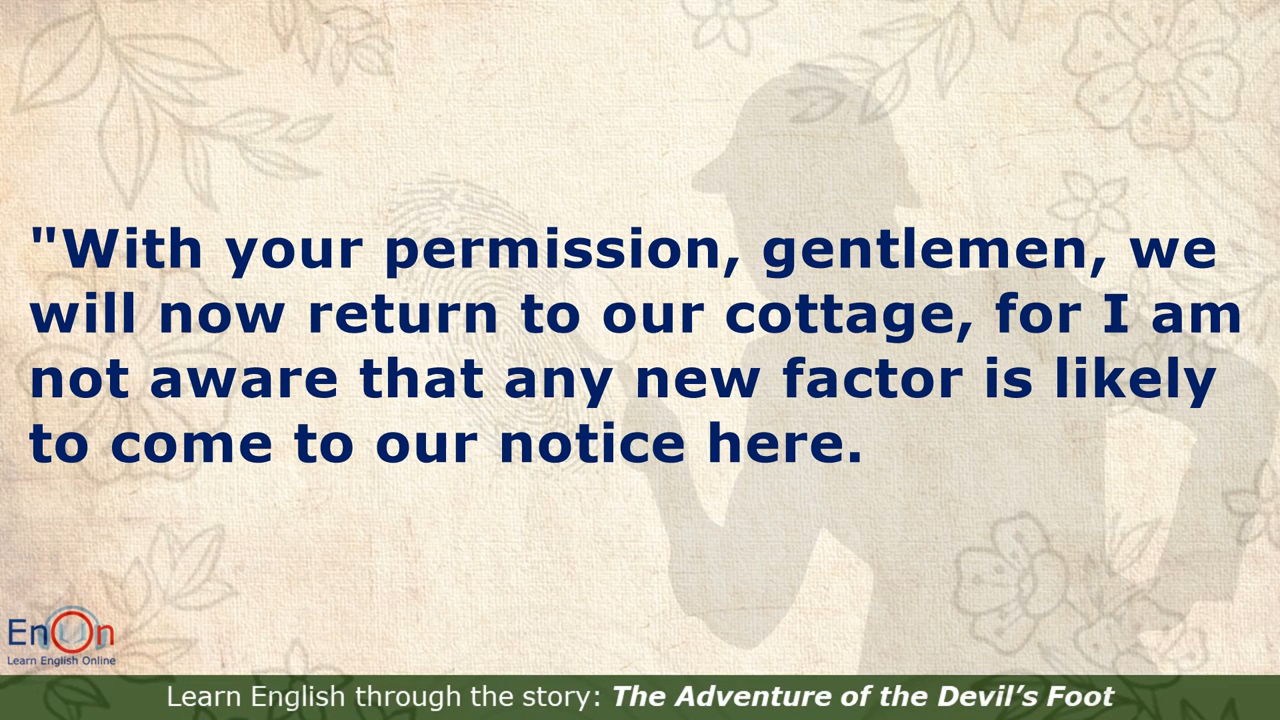 "With your permission, gentlemen, we
will now return to our cottage, for I am
not aware that any new factor is likely
to come to our notice here.
EnOn
Learn English Online
Learn English through the story: The Adventure of the Devil’s Foot